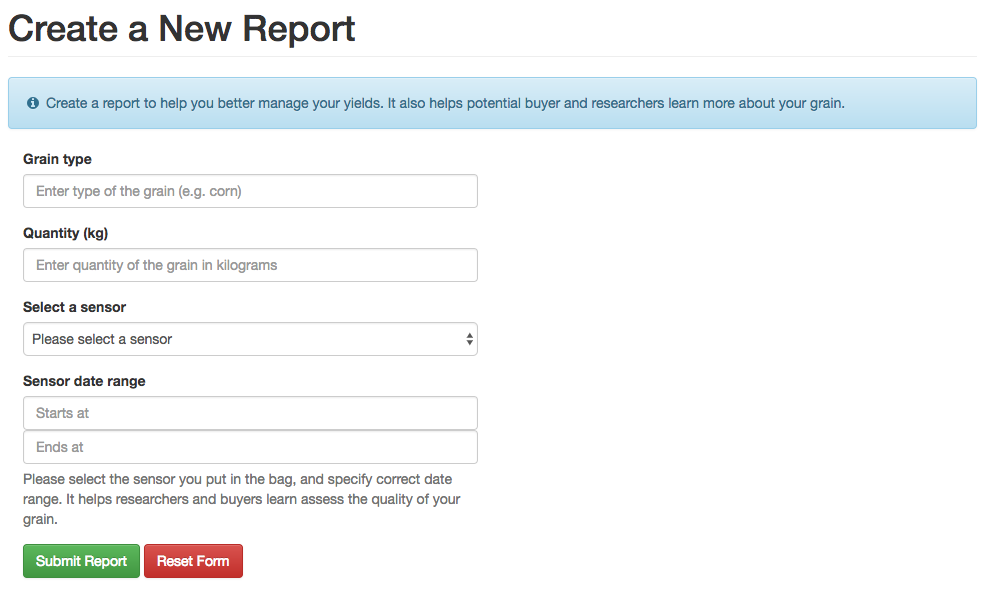 Create a New Report
Create a report to help you better manage your yields. It also helps potential buyer and researchers learn more about your grain.
Grain type
Enter type of the grain (e.g. corn)
Quantity (kg)
Enter quantity of the grain in kilograms
Select a sensor
Please select a sensor
Sensor date range
Starts at
Ends at
Please select the sensor you put in the bag, and specify correct date
range. It helps researchers and buyers learn assess the quality of your
grain.
Submit Report Reset Form